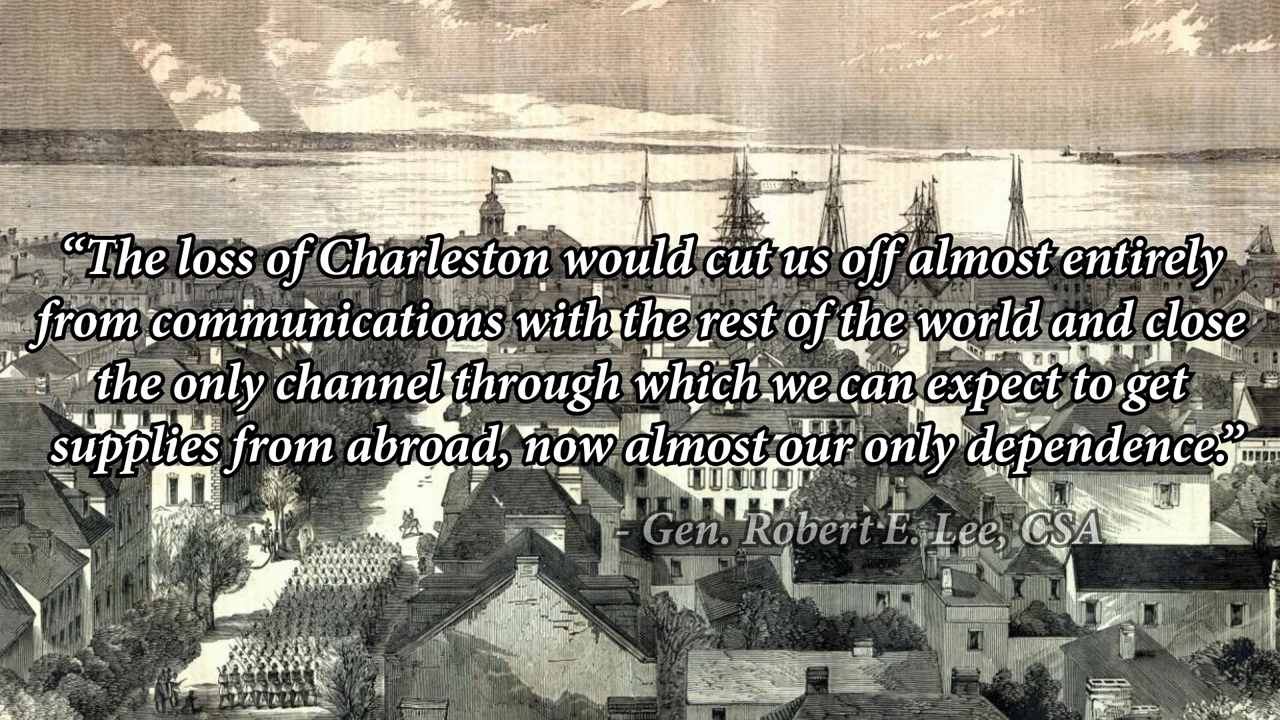 “The loss of Charleston would cut us off almost entirely
from communications with the rest of the world and close
the only channel through which we can expect to get
supplies from abroad, now almost our only dependence.”
- Gen. Robert E. Lee, CSA